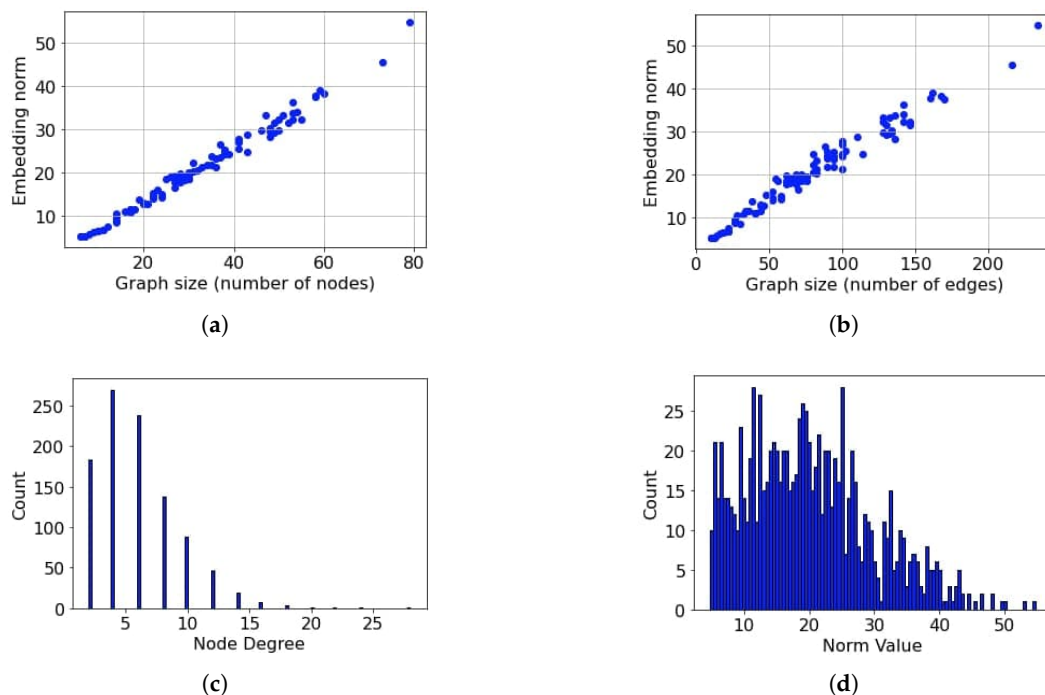 50
40
30
20
10
Embedding norm
20 40 60 80
Graph size (number of nodes)
(a)
50
40
30
20
10
Embedding norm
0 50 100 150 200
Graph size (number of edges)
(b)
250
200
150
100
50
0
Count
5 10 15 20 25
Node Degree
(c)
25
20
15
10
5
0
Count
10 20 30 40 50
Norm Value
(d)